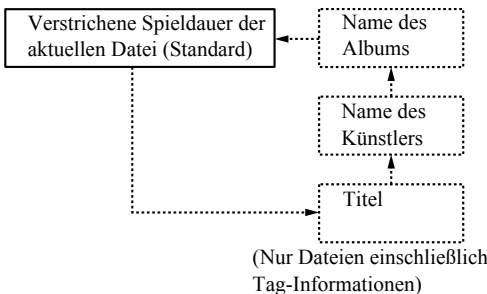 Verstrichene Spieldauer der
aktuellen Datei (Standard)
Name des
Albums
Name des
Künstlers
Titel
(Nur Dateien einschließlich
Tag-Informationen)